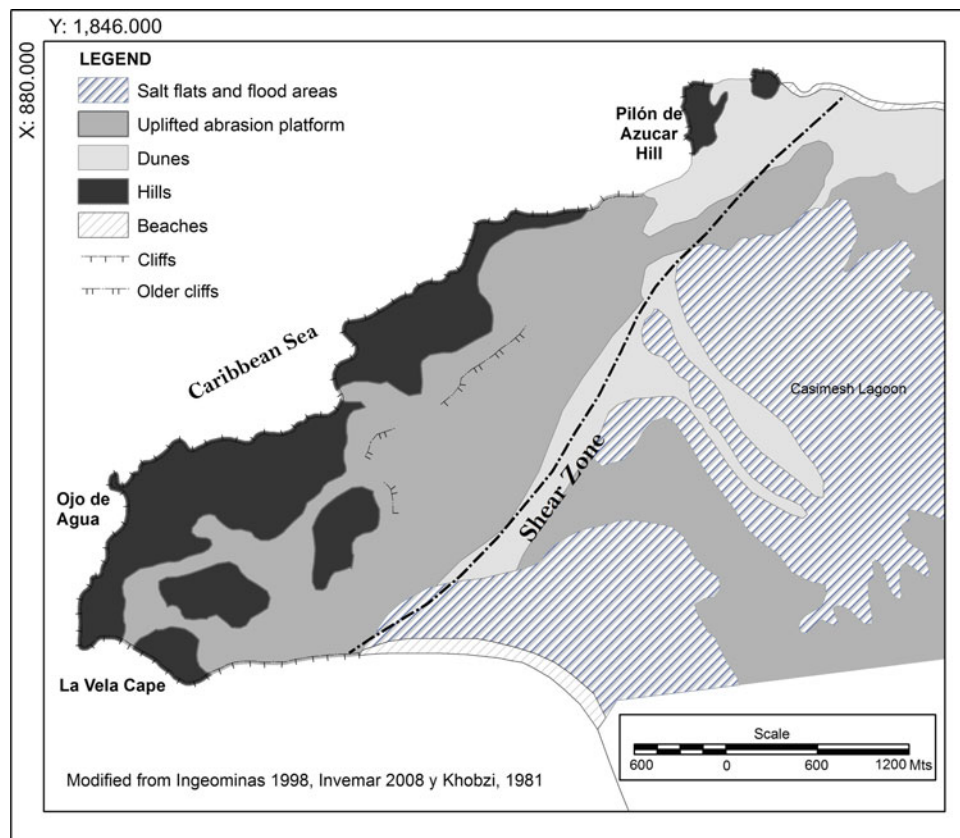 Y: 1,846.000
X: 880.000
LEGEND
Salt flats and flood areas
Uplifted abrasion platform
Dunes
Hills
Beaches
Cliffs
Older cliffs
Pilón de
Azucar
Hill
Caribbean Sea
Casimesh Lagoon
Shear Zone
Ojo de
Agua
La Vela Cape
Scale
600 0 600 1200 Mts
Modified from Ingeominas 1998, Invemar 2008 y Khobzi, 1981